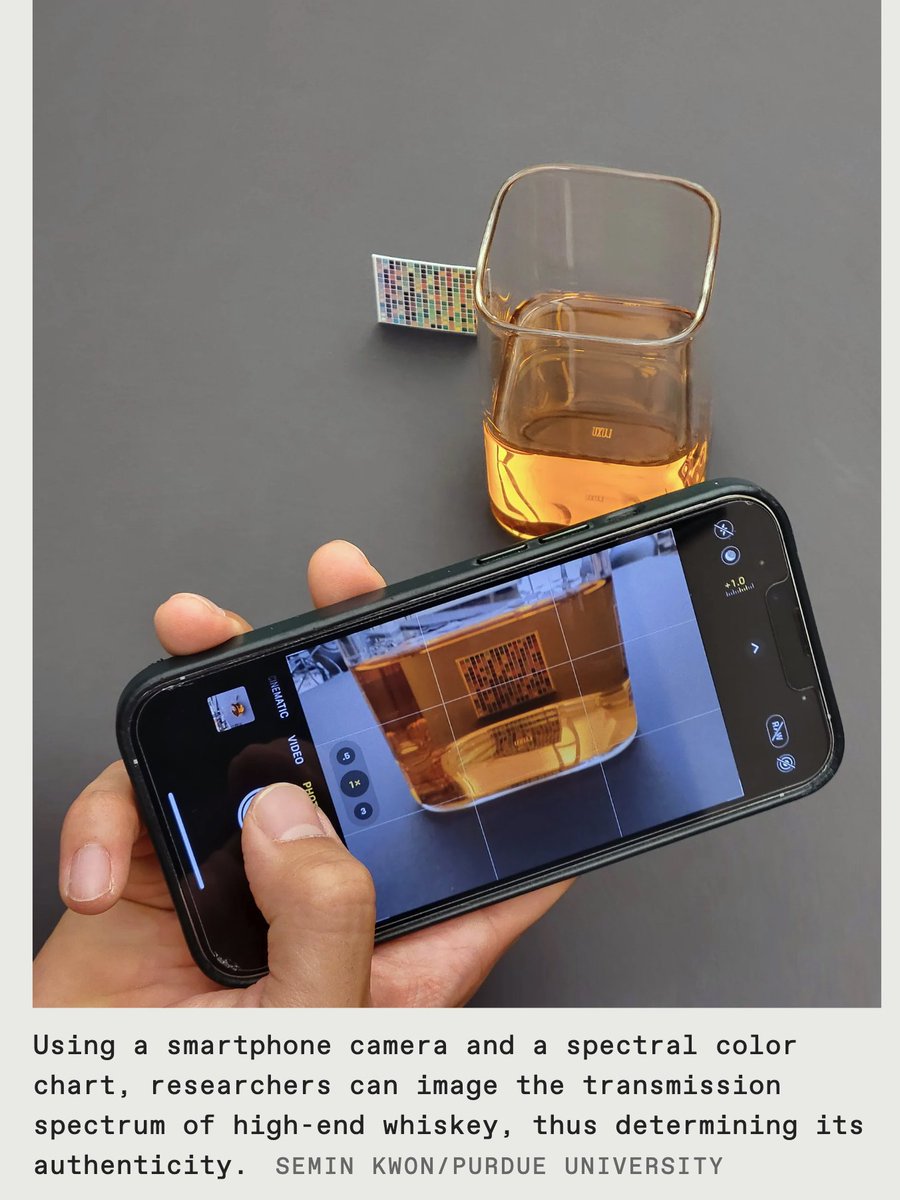 +1.0
RAW
CINEMATIC
VIDEO
PHO
.5
1×
3
Using a smartphone camera and a spectral color
chart, researchers can image the transmission
spectrum of high-end whiskey, thus determining its
authenticity. SEMIN KWON/PURDUE UNIVERSITY